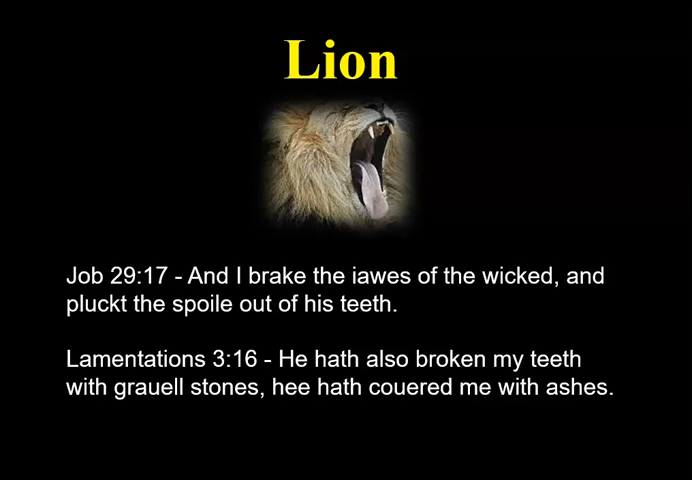 Lion
Job 29:17 - And I brake the iawes of the wicked, and
pluckt the spoile out of his teeth.
Lamentations 3:16 - He hath also broken my teeth
with grauell stones, hee hath couered me with ashes.